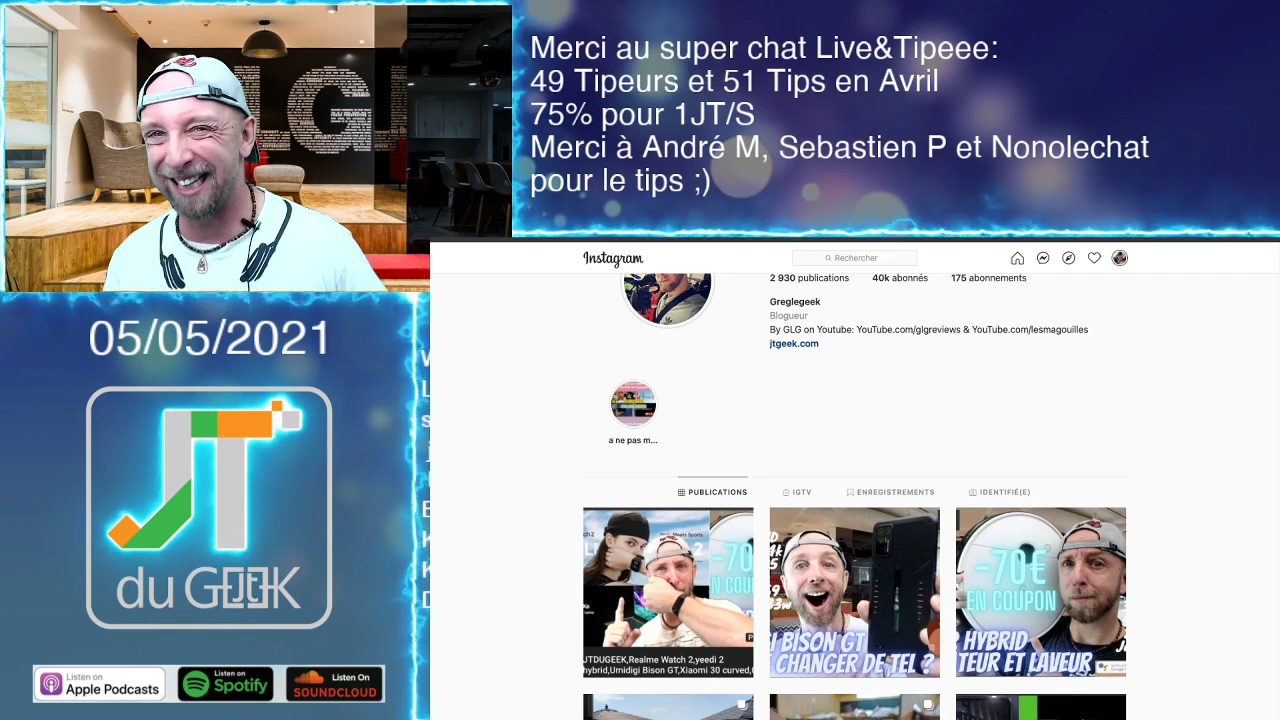 Merci au super chat Live&Tipeee:
49 Tipeurs et 51 Tips en Avril
75% pour 1JT/S
Merci à André M, Sebastien P et Nonolechat
pour le tips ;)
Instagram
Rechercher
2 930 publications 40k abonnés 175 abonnements
Greglegeek
Blogueur
By GLG on Youtube: YouTube.com/glgreviews & YouTube.com/lesmagouilles
jtgeek.com
a ne pas m...
PUBLICATIONS IGTV ENREGISTREMENTS IDENTIFIÉ(E)
-70
EN COUPON
JTDUGEEK,Realme Watch 2,yeedi 2
hybrid,Umidigi Bison GT,Xiaomi 30 curved,
BISON GT
CHANGER DE TEL ?
-70€
EN COUPON
HYBRID
TEUR ET LAVEUR
05/05/2021
JT
du GEEK
Listen on
Apple Podcasts
Listen on
Spotify
Listen On
SOUNDCLOUD